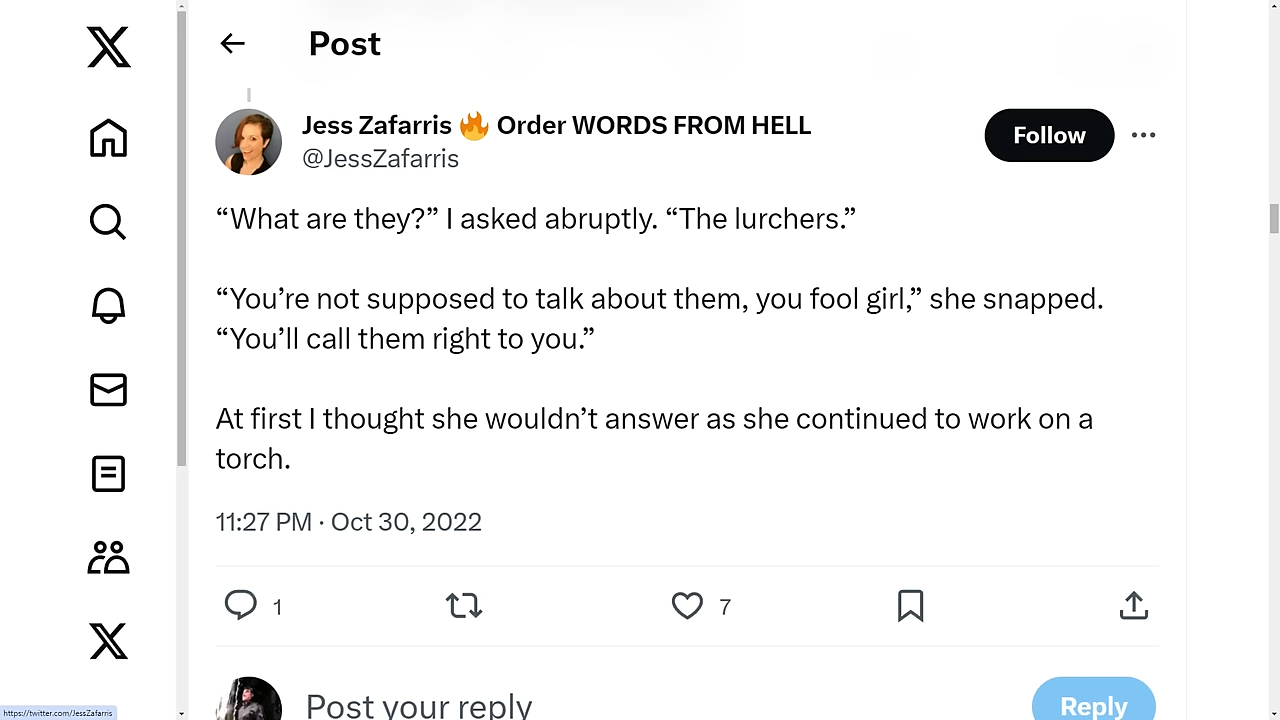 Post
Jess Zafarris 🔥 Order WORDS FROM HELL
@JessZafarris
Follow
“What are they?” I asked abruptly. “The lurchers.”
“You’re not supposed to talk about them, you fool girl,” she snapped.
“You’ll call them right to you.”
At first I thought she wouldn’t answer as she continued to work on a
torch.
11:27 PM · Oct 30, 2022
1
7
Post your reply
Reply
https://twitter.com/JessZafarris